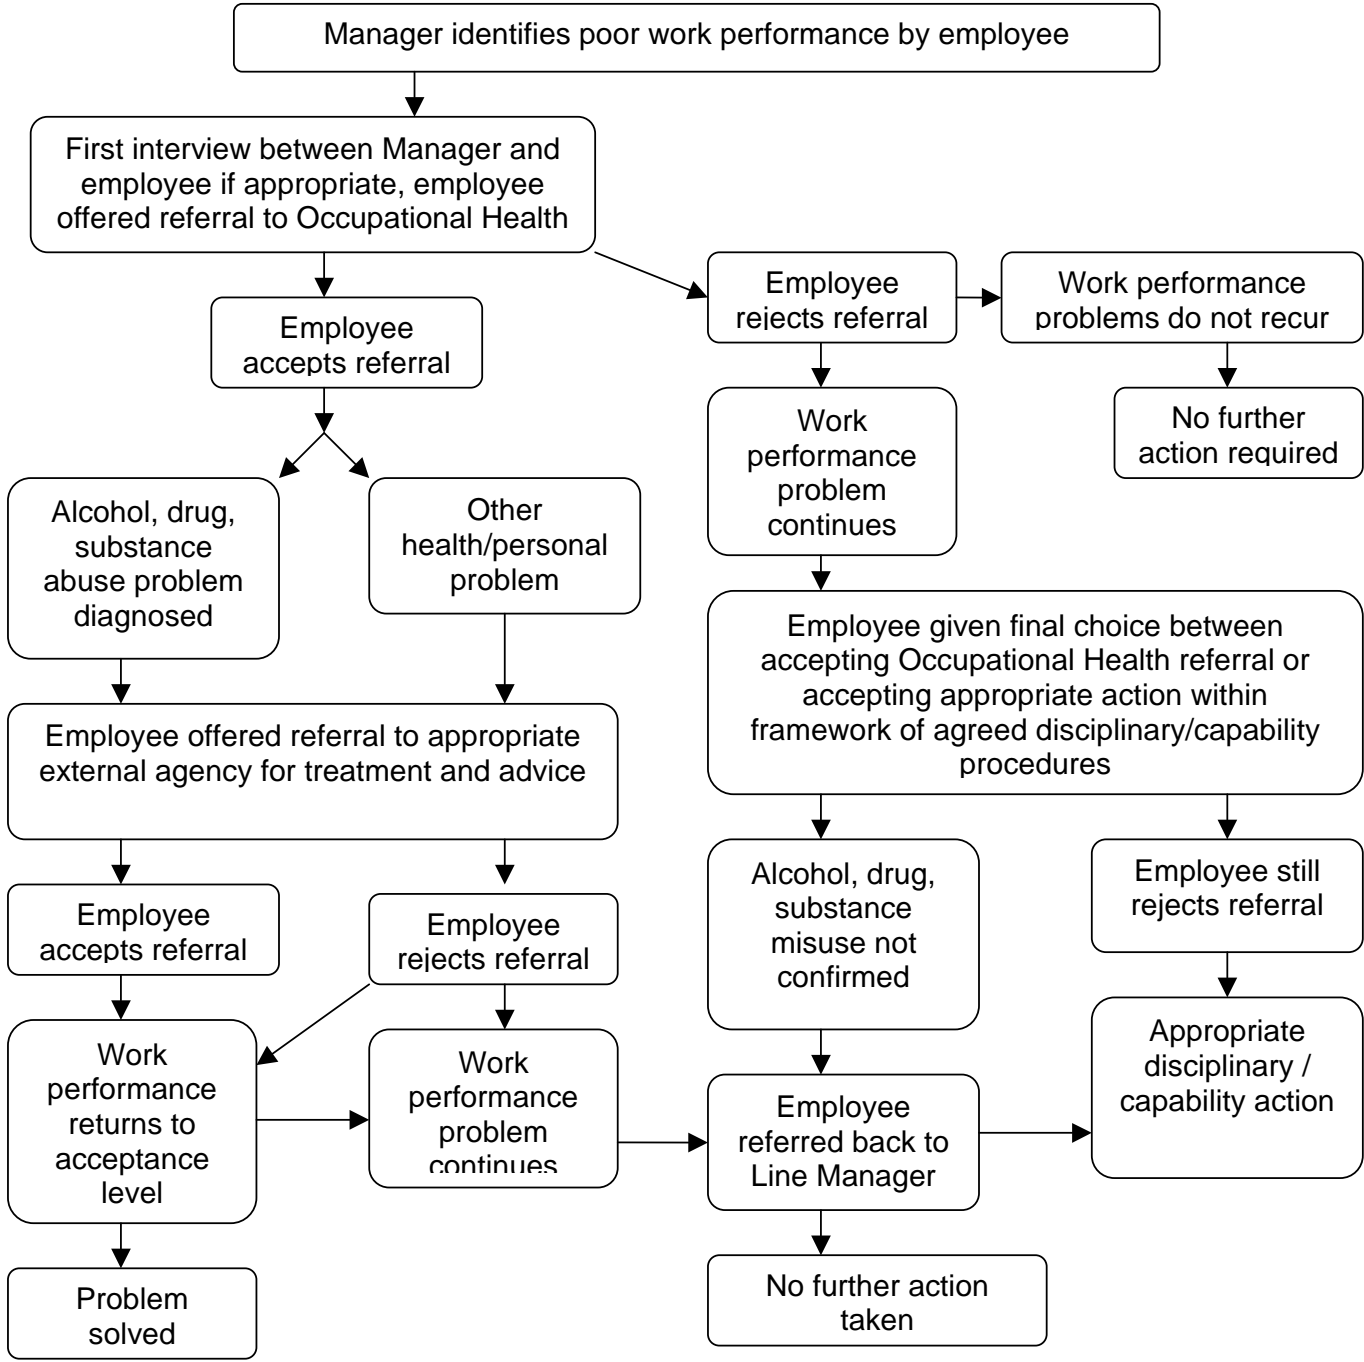 Manager identifies poor work performance by employee
First interview between Manager and
employee if appropriate, employee
offered referral to Occupational Health
Employee
rejects referral
Work performance
problems do not recur
Employee
accepts referral
No further
action required
Work
performance
problem
continues
Alcohol, drug,
substance
abuse problem
diagnosed
Other
health/personal
problem
Employee given final choice between
accepting Occupational Health referral or
accepting appropriate action within
framework of agreed disciplinary/capability
procedures
Employee offered referral to appropriate
external agency for treatment and advice
Alcohol, drug,
substance
misuse not
confirmed
Employee still
rejects referral
Employee
accepts referral
Employee
rejects referral
Appropriate
disciplinary /
capability action
Work
performance
returns to
acceptance
level
Work
performance
problem
continues
Employee
referred back to
Line Manager
No further action
taken
Problem
solved